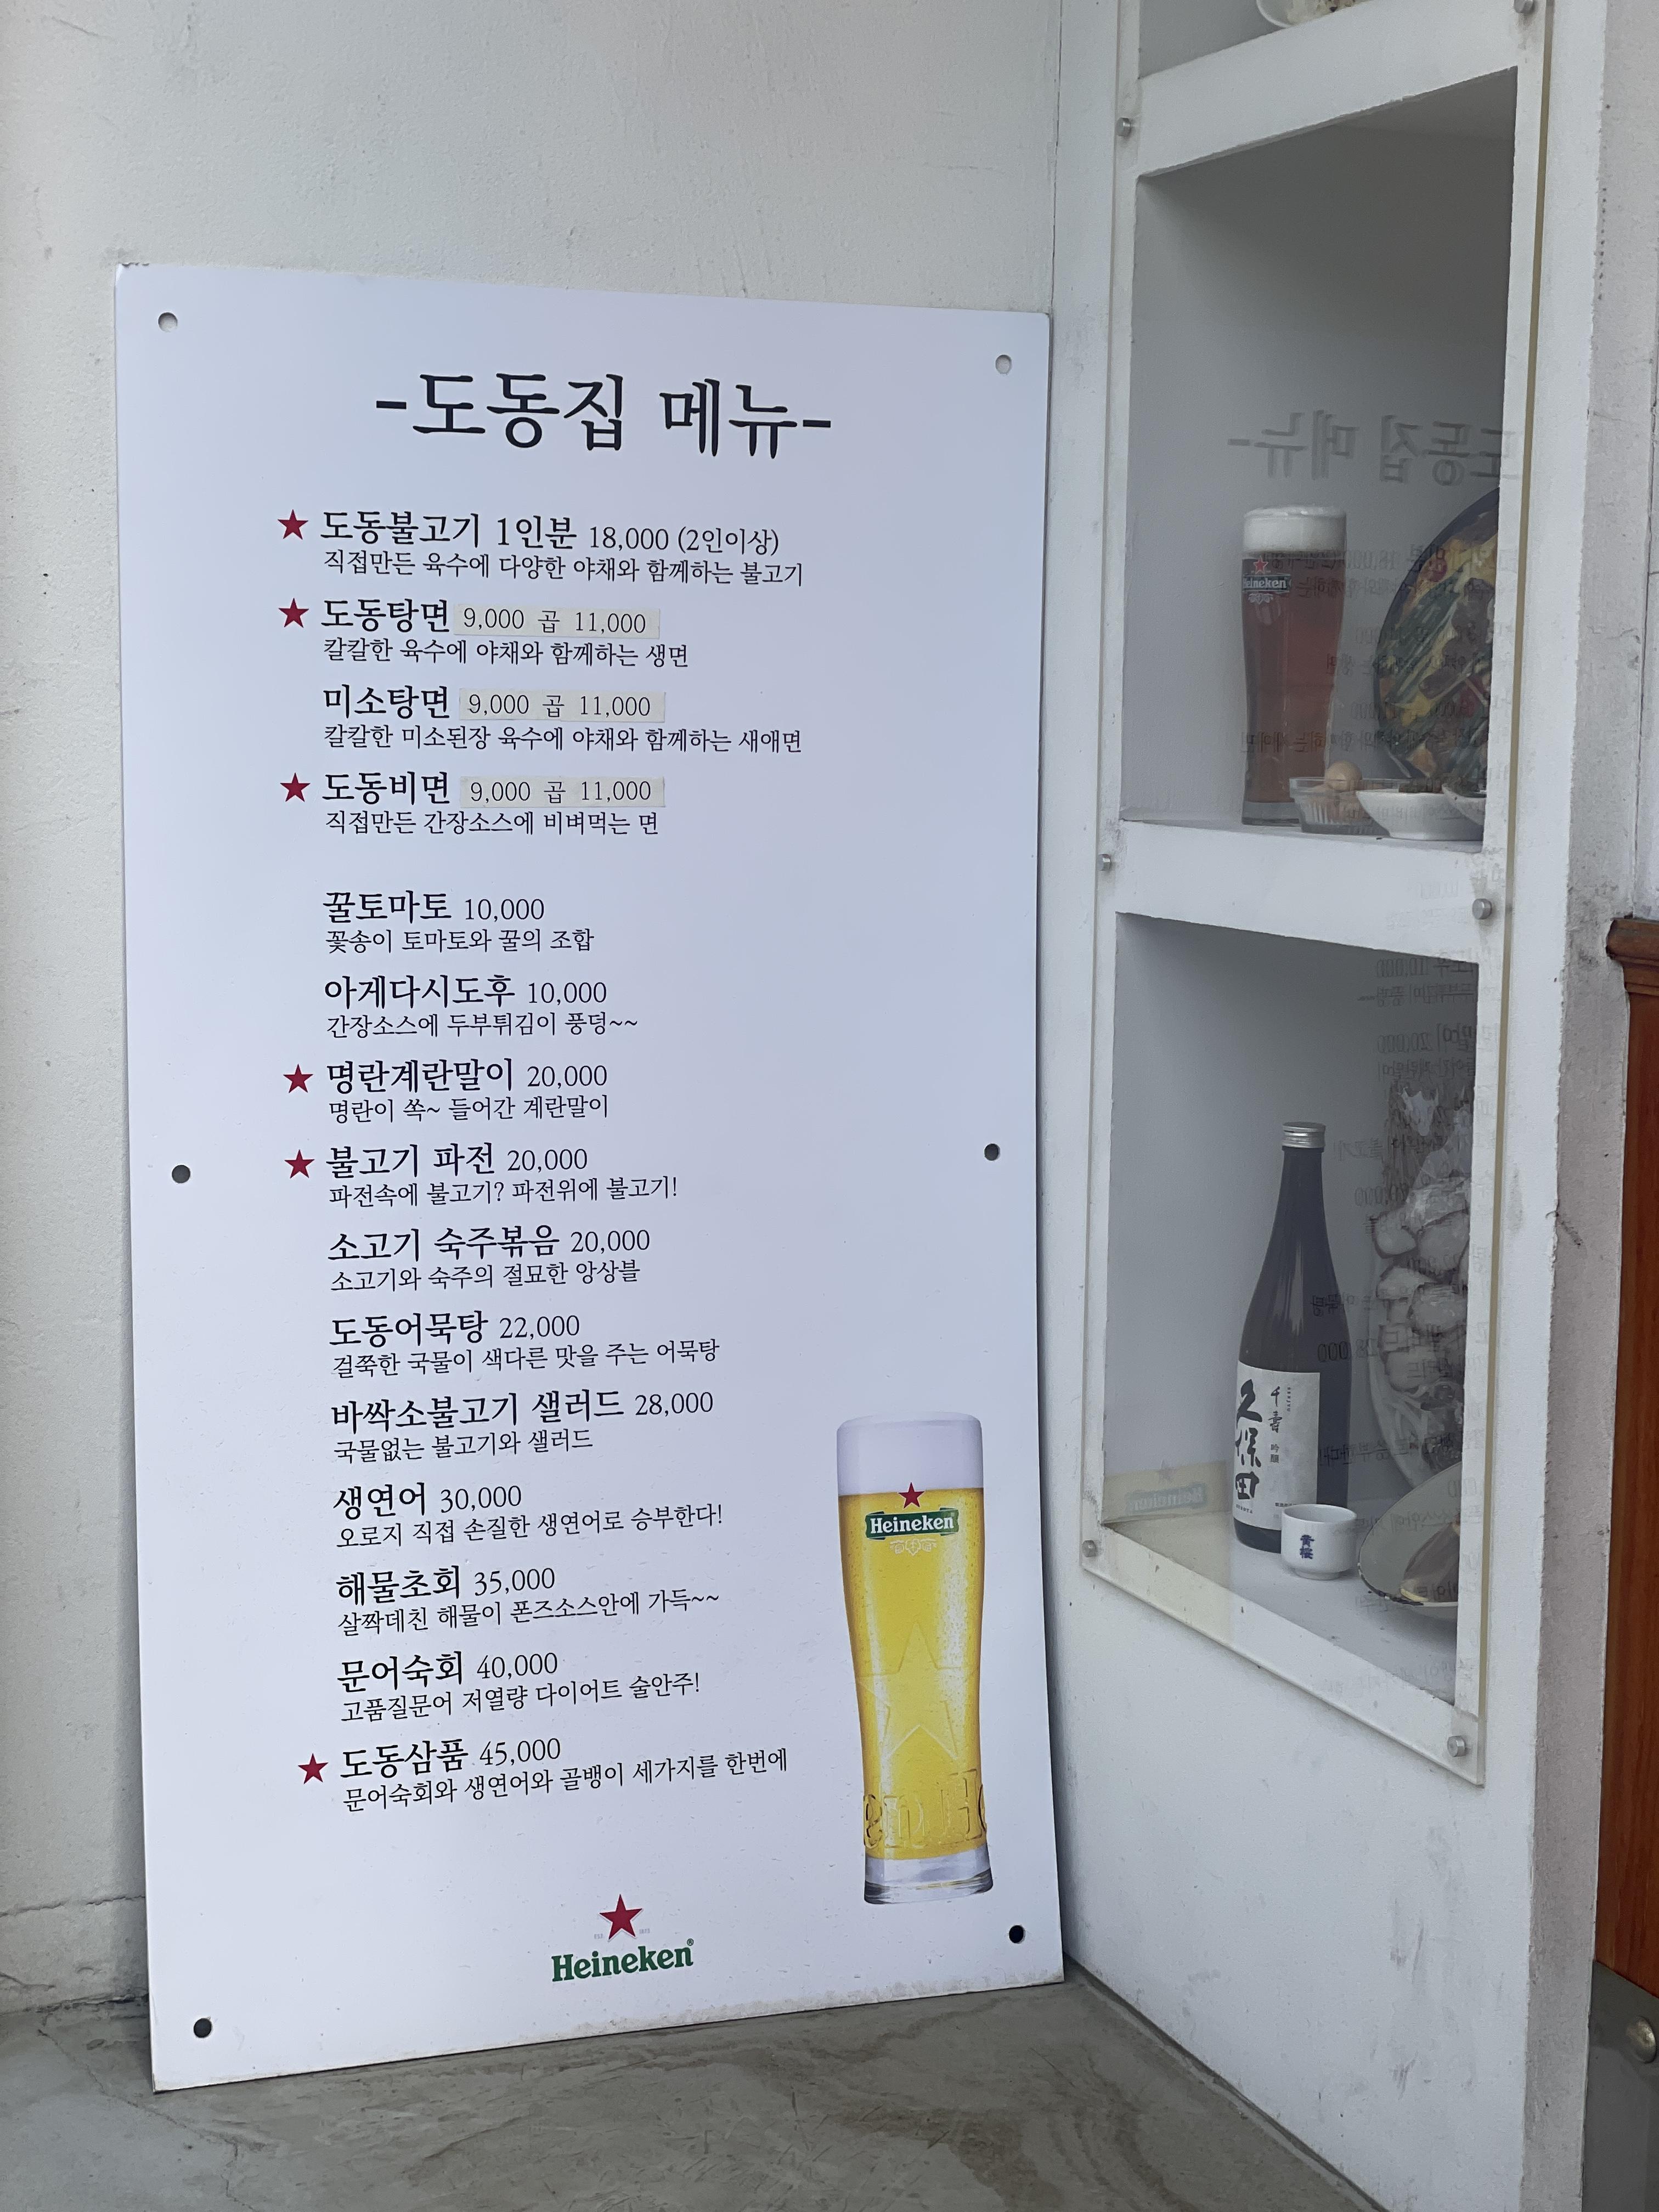 -도동집 메뉴-
★ 도동불고기 1인분 18,000 (2인이상)
직접만든 육수에 다양한 야채와 함께하는 불고기
★ 도동탕면 9,000 곱 11,000
칼칼한 육수에 야채와 함께하는 생면
미소탕면 9,000 곱 11,000
칼칼한 미소된장 육수에 야채와 함께하는 새애면
★ 도동비면 9,000 곱 11,000
직접만든 간장소스에 비벼먹는 면
꿀토마토 10,000
꽃송이 토마토와 꿀의 조합
아게다시도후 10,000
간장소스에 두부튀김이 풍덩~~
★ 명란계란말이 20,000
명란이 쏙~ 들어간 계란말이
★ 불고기 파전 20,000
파전속에 불고기? 파전위에 불고기!
소고기 숙주볶음 20,000
소고기와 숙주의 절묘한 앙상블
도동어묵탕 22,000
걸쭉한 국물이 색다른 맛을 주는 어묵탕
바싹소불고기 샐러드 28,000
국물없는 불고기와 샐러드
생연어 30,000
오로지 직접 손질한 생연어로 승부한다!
해물초회 35,000
살짝데친 해물이 폰즈소스안에 가득~~
문어숙회 40,000
고품질문어 저열량 다이어트 술안주!
★ 도동삼품 45,000
문어숙회와 생연어와 골뱅이 세가지를 한번에
Heineken
Heineken®
Heineken
久保田
千壽
吟醸